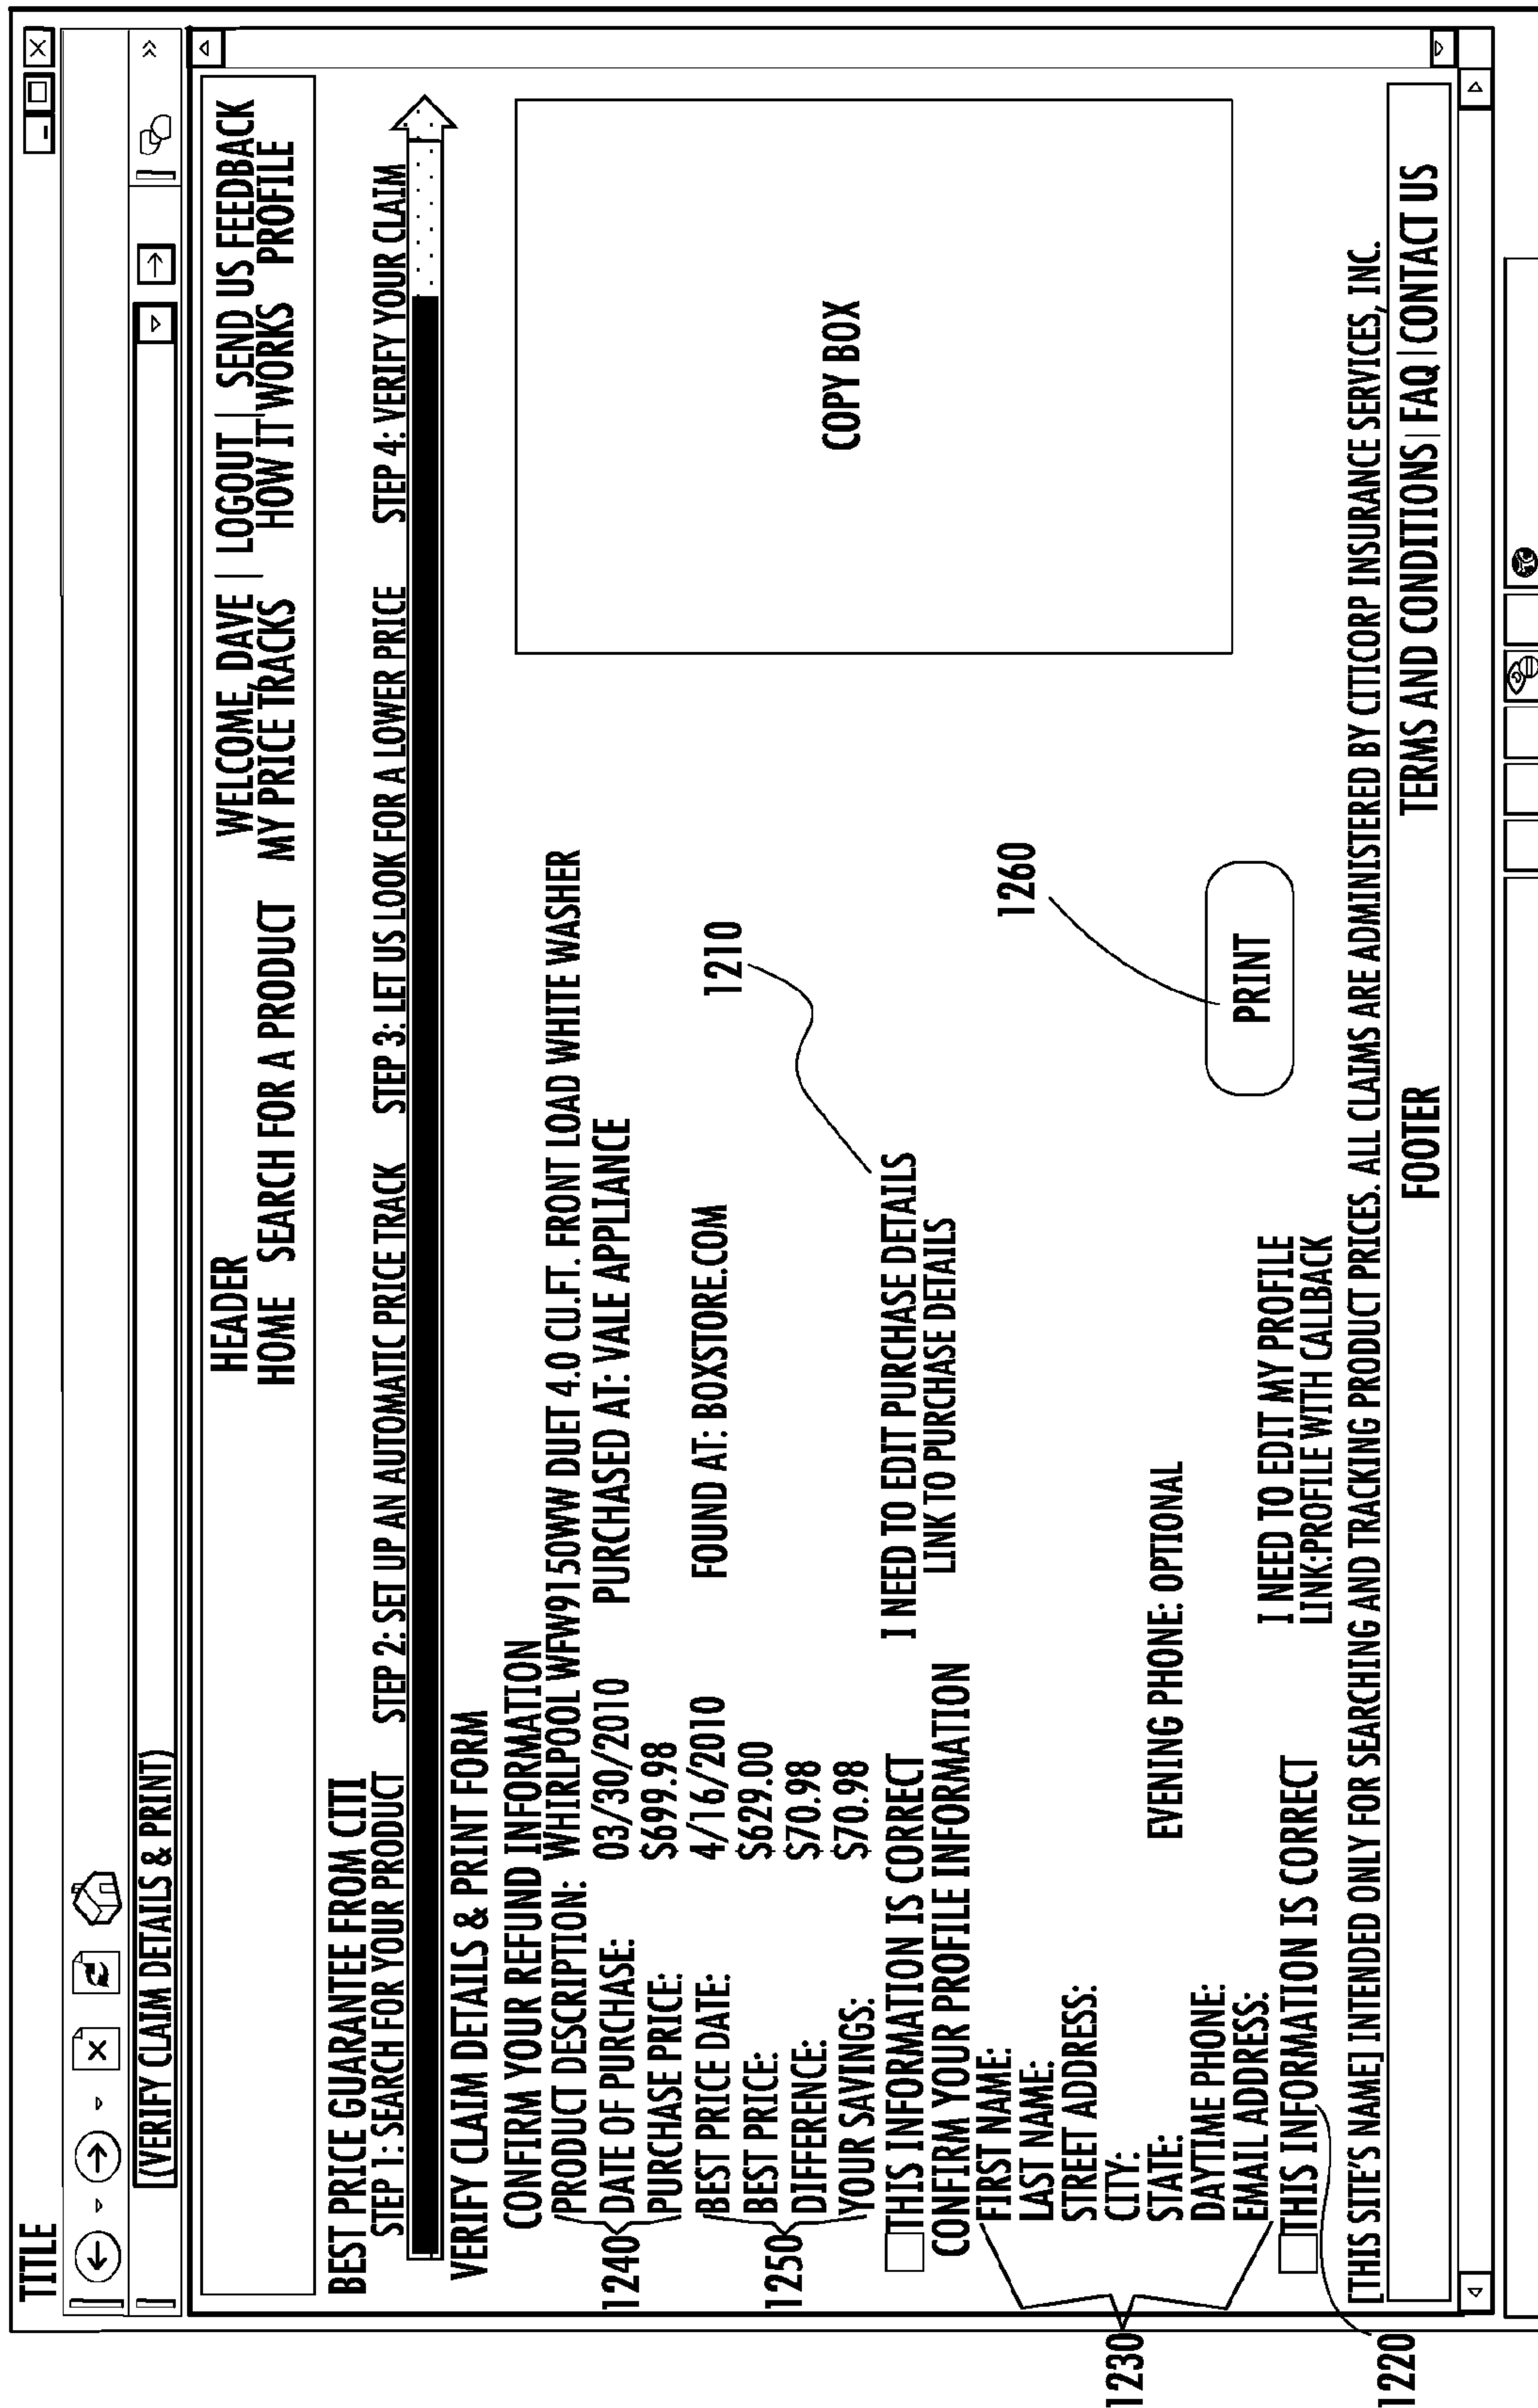 TITLE
(VERIFY CLAIM DETAILS & PRINT)
HEADER
WELCOME, DAVE | LOGOUT | SEND US FEEDBACK
HOME SEARCH FOR A PRODUCT MY PRICE TRACKS HOW IT WORKS PROFILE
BEST PRICE GUARANTEE FROM CITI
STEP 1: SEARCH FOR YOUR PRODUCT STEP 2: SET UP AN AUTOMATIC PRICE TRACK STEP 3: LET US LOOK FOR A LOWER PRICE STEP 4: VERIFY YOUR CLAIM
VERIFY CLAIM DETAILS & PRINT FORM
CONFIRM YOUR REFUND INFORMATION
PRODUCT DESCRIPTION: WHIRLPOOL WFW9150WW DUET 4.0 CU.FT. FRONT LOAD WHITE WASHER
1240 DATE OF PURCHASE: 03/30/2010 PURCHASED AT: VALE APPLIANCE
PURCHASE PRICE: $699.98
BEST PRICE DATE: 4/16/2010 FOUND AT: BOXSTORE.COM 1210
BEST PRICE: $629.00
1250 DIFFERENCE: $70.98
YOUR SAVINGS: $70.98
COPY BOX
THIS INFORMATION IS CORRECT I NEED TO EDIT PURCHASE DETAILS
LINK TO PURCHASE DETAILS
CONFIRM YOUR PROFILE INFORMATION
FIRST NAME:
1260
LAST NAME:
STREET ADDRESS:
CITY:
1230
STATE: EVENING PHONE: OPTIONAL
DAYTIME PHONE:
EMAIL ADDRESS:
PRINT
THIS INFORMATION IS CORRECT I NEED TO EDIT MY PROFILE
LINK:PROFILE WITH CALLBACK
[THIS SITE'S NAME] INTENDED ONLY FOR SEARCHING AND TRACKING PRODUCT PRICES. ALL CLAIMS ARE ADMINISTERED BY CITICORP INSURANCE SERVICES, INC.
1220
FOOTER TERMS AND CONDITIONS | FAQ | CONTACT US